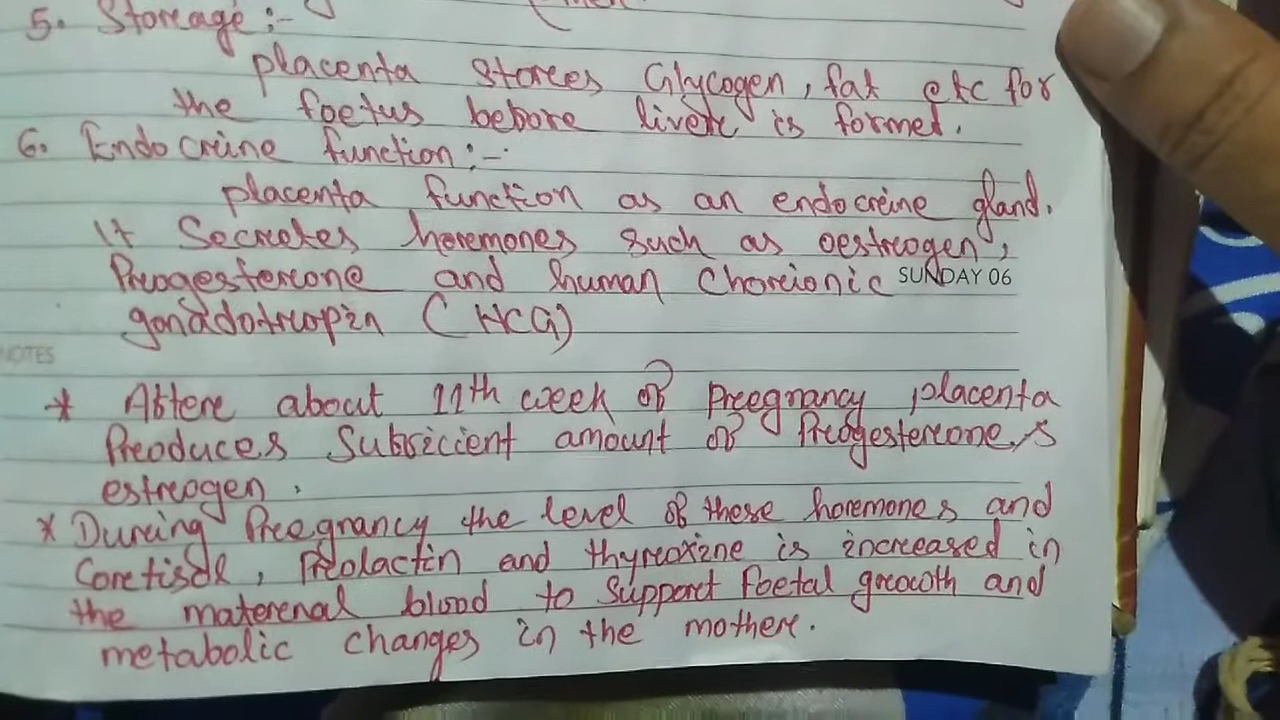 5. Storage :-
placenta stores Glycogen, fat etc for
the foetus before liver is formed.
6. Endocrine function :-
placenta function as an endocrine gland.
It Secretes hormones such as oestrogen,
Progesterone and human Chorionic SUNDAY 06
gonadotropin (HCG)
NOTES
* After about 11th week of Pregnancy placenta
Produces Sufficient amount of Progesterone &
estrogen.
* During Pregnancy the level of these hormones and
Cortisol, Prolactin and thyroxine is increased in
the maternal blood to support foetal growth and
metabolic changes in the mother.